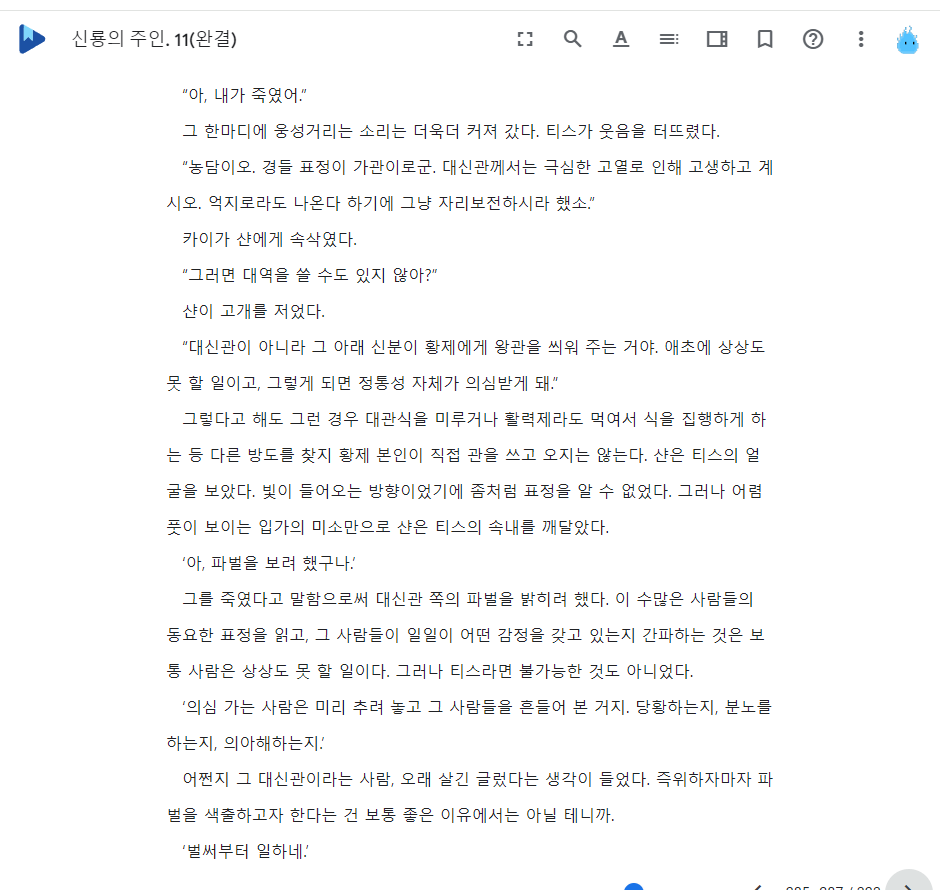 신룡의 주인. 11(완결)
“아, 내가 죽였어.”
그 한마디에 웅성거리는 소리는 더욱더 커져 갔다. 티스가 웃음을 터뜨렸다.
“농담이오. 경들 표정이 가관이로군. 대신관께서는 극심한 고열로 인해 고생하고 계
시오. 억지로라도 나온다 하기에 그냥 자리보전하시라 했소.”
카이가 샨에게 속삭였다.
“그러면 대역을 쓸 수도 있지 않아?”
샨이 고개를 저었다.
“대신관이 아니라 그 아래 신분이 황제에게 왕관을 씌워 주는 거야. 애초에 상상도
못 할 일이고, 그렇게 되면 정통성 자체가 의심받게 돼.”
그렇다고 해도 그런 경우 대관식을 미루거나 활력제라도 먹여서 식을 집행하게 하
는 등 다른 방도를 찾지 황제 본인이 직접 관을 쓰고 오지는 않는다. 샨은 티스의 얼
굴을 보았다. 빛이 들어오는 방향이었기에 좀처럼 표정을 알 수 없었다. 그러나 어렴
풋이 보이는 입가의 미소만으로 샨은 티스의 속내를 깨달았다.
‘아, 파벌을 보려 했구나.’
그를 죽였다고 말함으로써 대신관 쪽의 파벌을 밝히려 했다. 이 수많은 사람들의
동요한 표정을 읽고, 그 사람들이 일일이 어떤 감정을 갖고 있는지 간파하는 것은 보
통 사람은 상상도 못 할 일이다. 그러나 티스라면 불가능한 것도 아니었다.
‘의심 가는 사람은 미리 추려 놓고 그 사람들을 흔들어 본 거지. 당황하는지, 분노를
하는지, 의아해하는지.’
어쩐지 그 대신관이라는 사람, 오래 살긴 글렀다는 생각이 들었다. 즉위하자마자 파
벌을 색출하고자 한다는 건 보통 좋은 이유에서는 아닐 테니까.
‘벌써부터 일하네.’